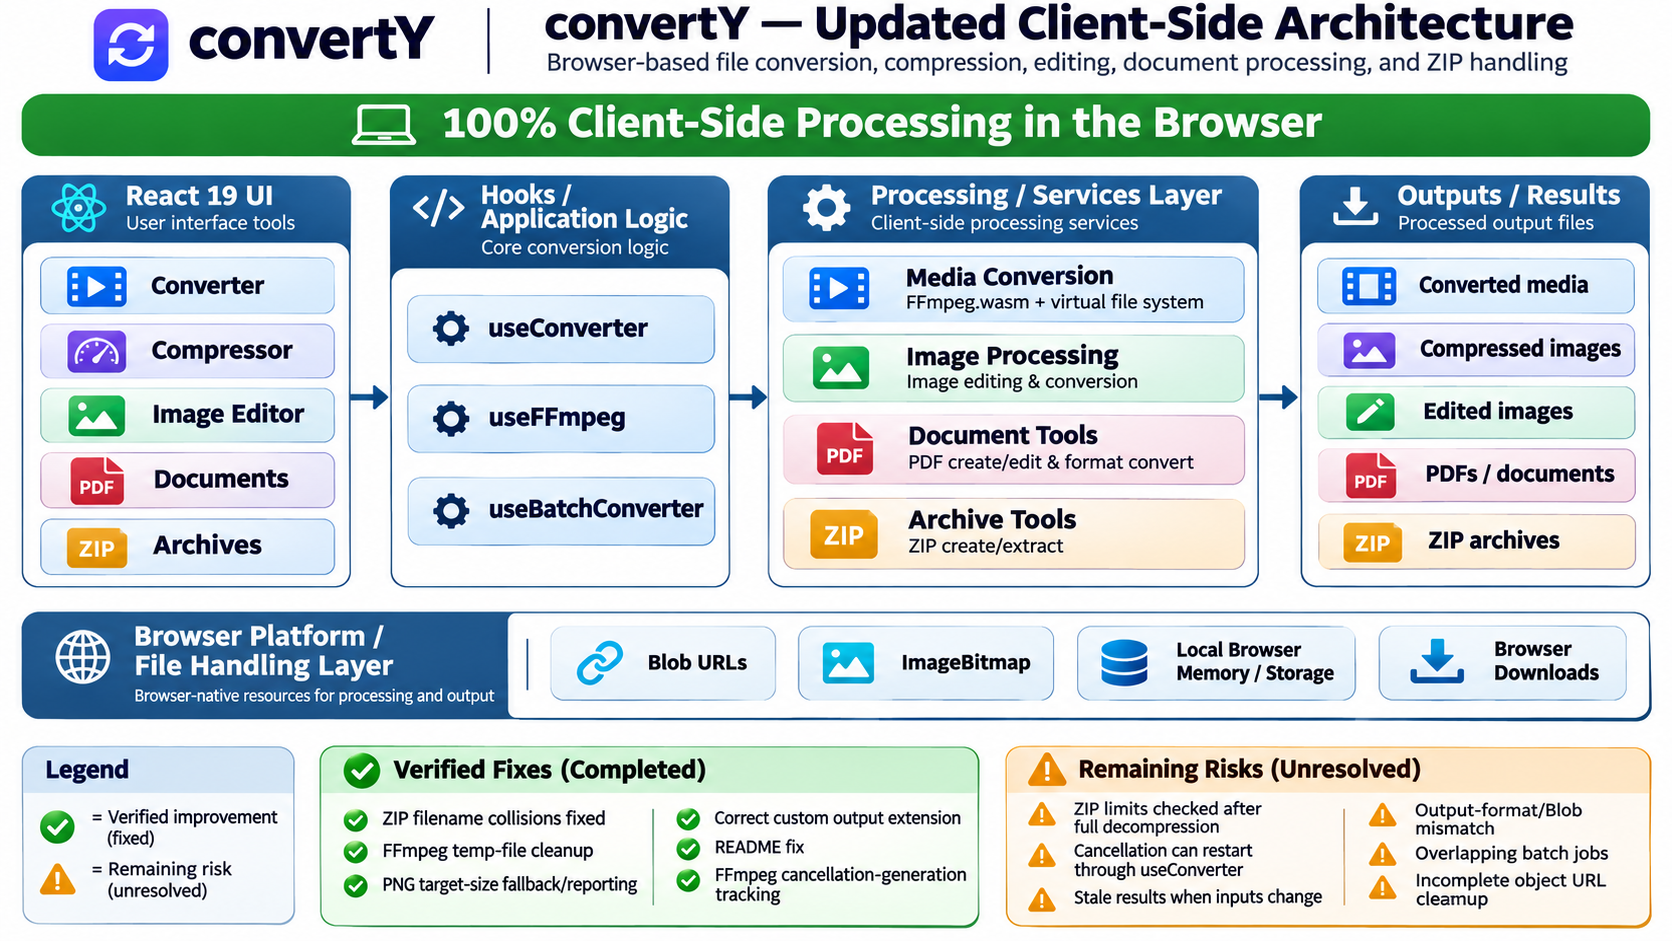 convertY
convertY — Updated Client-Side Architecture
Browser-based file conversion, compression, editing, document processing, and ZIP handling
100% Client-Side Processing in the Browser
React 19 UI
User interface tools
Converter
Compressor
Image Editor
PDF
Documents
ZIP
Archives
</>
Hooks /
Application Logic
Core conversion logic
useConverter
useFFmpeg
useBatchConverter
Processing / Services Layer
Client-side processing services
Media Conversion
FFmpeg.wasm + virtual file system
Image Processing
Image editing & conversion
PDF
Document Tools
PDF create/edit & format convert
ZIP
Archive Tools
ZIP create/extract
Outputs / Results
Processed output files
Converted media
Compressed images
Edited images
PDF
PDFs / documents
ZIP
ZIP archives
Browser Platform /
File Handling Layer
Browser-native resources for processing and output
Blob URLs
ImageBitmap
Local Browser
Memory / Storage
Browser
Downloads
Legend
= Verified improvement
(fixed)
= Remaining risk
(unresolved)
Verified Fixes (Completed)
ZIP filename collisions fixed
FFmpeg temp-file cleanup
PNG target-size fallback/reporting
Correct custom output extension
README fix
FFmpeg cancellation-generation
tracking
Remaining Risks (Unresolved)
ZIP limits checked after
full decompression
Cancellation can restart
through useConverter
Stale results when inputs change
Output-format/Blob
mismatch
Overlapping batch jobs
Incomplete object URL
cleanup